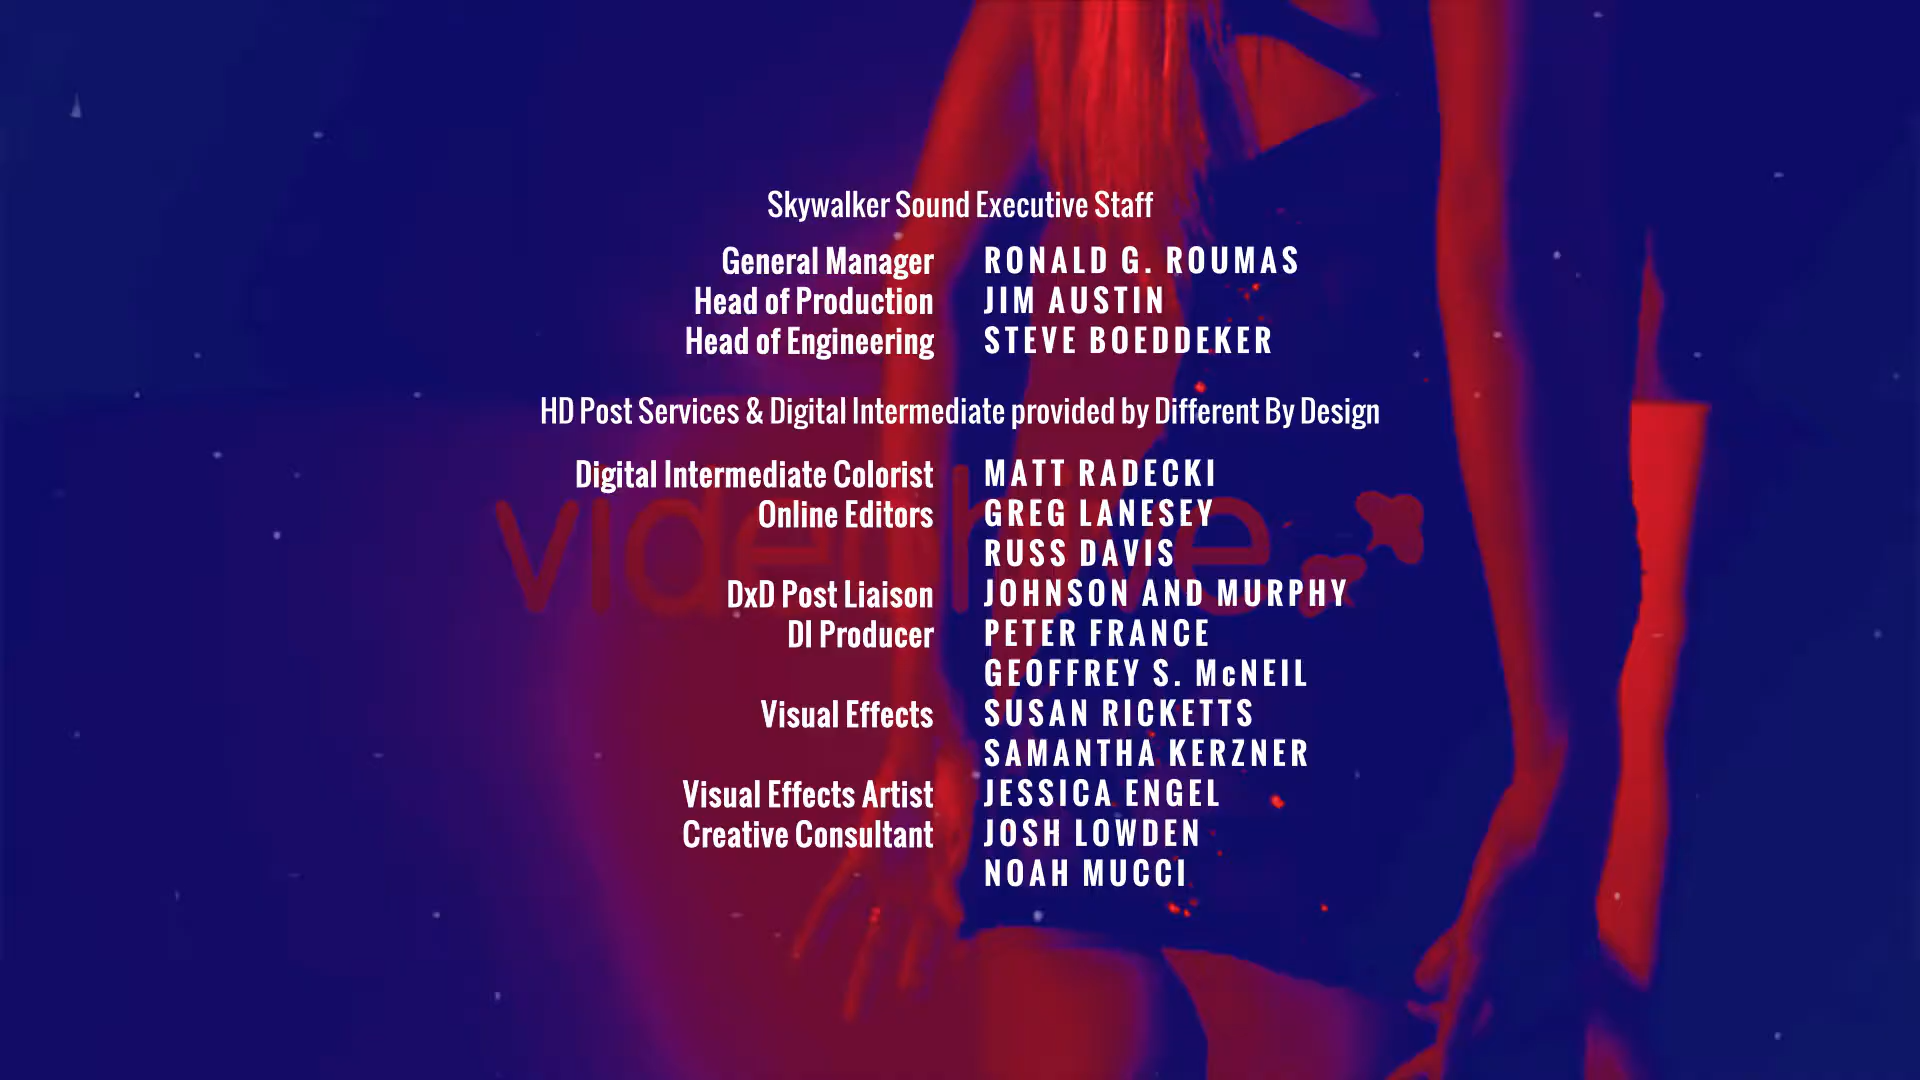 Skywalker Sound Executive Staff
General Manager RONALD G. ROUMAS
Head of Production JIM AUSTIN
Head of Engineering STEVE BOEDDEKER
HD Post Services & Digital Intermediate provided by Different By Design
Digital Intermediate Colorist MATT RADECKI
Online Editors GREG LANESEY
videohive
RUSS DAVIS
DxD Post Liaison JOHNSON AND MURPHY
DI Producer PETER FRANCE
GEOFFREY S. McNEIL
Visual Effects SUSAN RICKETTS
SAMANTHA KERZNER
Visual Effects Artist JESSICA ENGEL
Creative Consultant JOSH LOWDEN
NOAH MUCCI